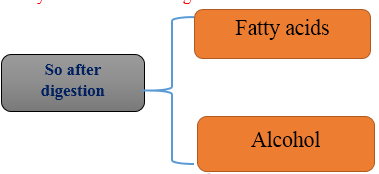 So after
digestion
Fatty acids
Alcohol